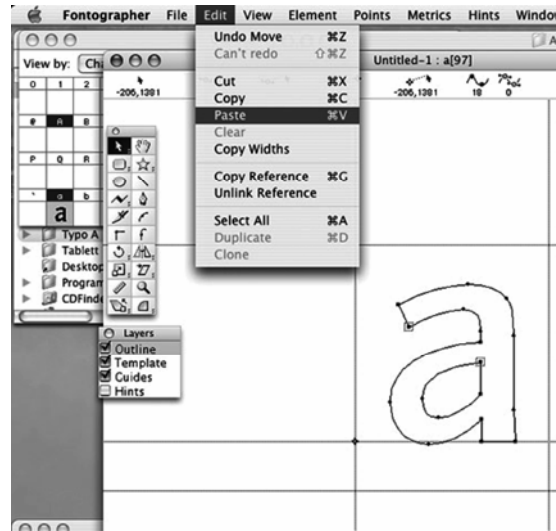 Fontographer File Edit View Element Points Metrics Hints Windo
View by: Cha
Untitled-1 : a[97]
-206,1381 -206,1381 18 0
0 1 2
@ A B
P Q R
` a b
a
Undo Move ⌘Z
Can't redo ⇧⌘Z
Cut ⌘X
Copy ⌘C
Paste ⌘V
Clear
Copy Widths
Copy Reference ⌘G
Unlink Reference
Select All ⌘A
Duplicate ⌘D
Clone
Typo A
Tablett
Desktop
Program
CDFinde
Layers
Outline
Template
Guides
Hints
a